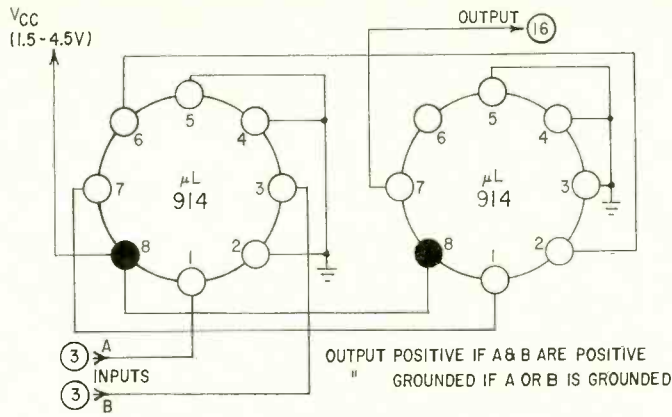 VCC
(1.5-4.5V)
OUTPUT 16
5
6
4
7
μL
914
3
8
1
2
5
6
4
7
μL
914
3
8
1
2
3 A
INPUTS
3 B
OUTPUT POSITIVE IF A & B ARE POSITIVE
" GROUNDED IF A OR B IS GROUNDED